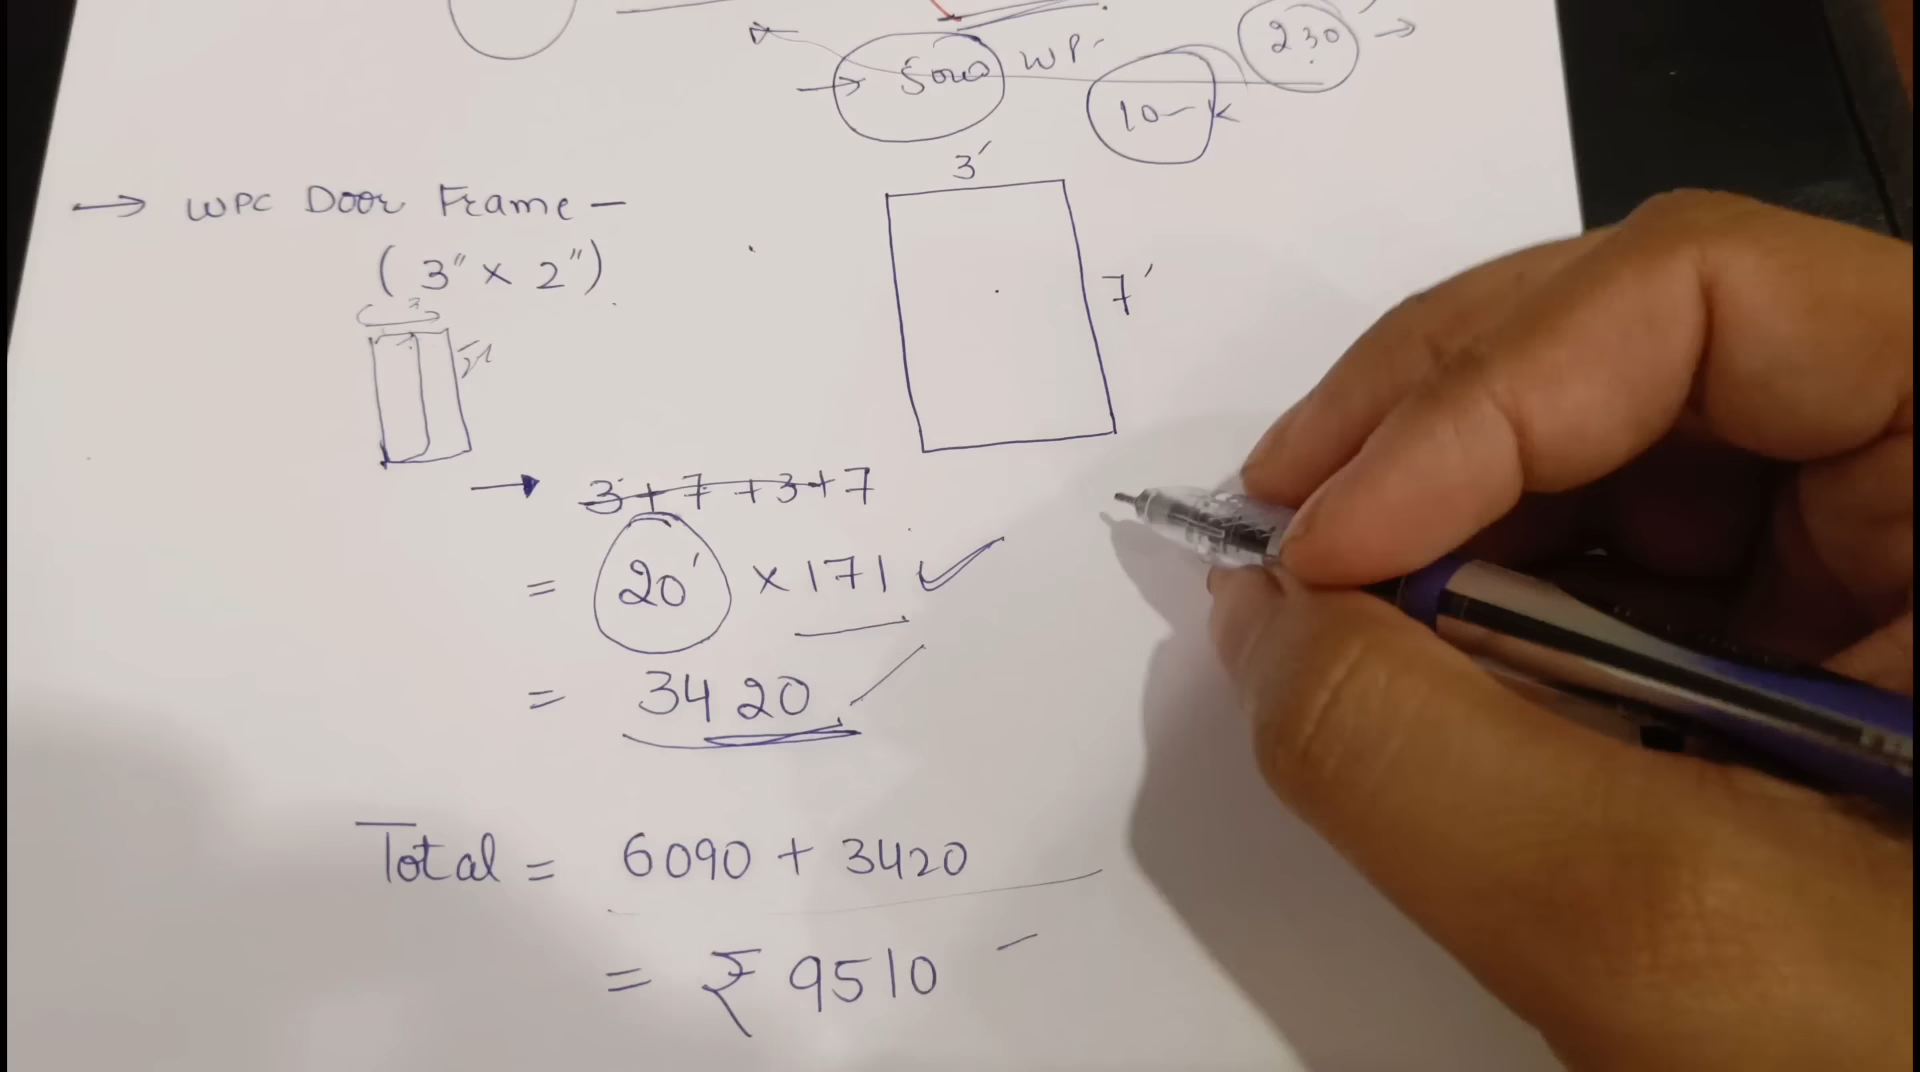 230
WP
10-K
3'
→ WPC Door Frame -
(3" x 2")
3
7'
→ 3 + 7 + 3 + 7
= 20' x 171 ✓
= 3420
Total = 6090 + 3420
= ₹ 9510 -